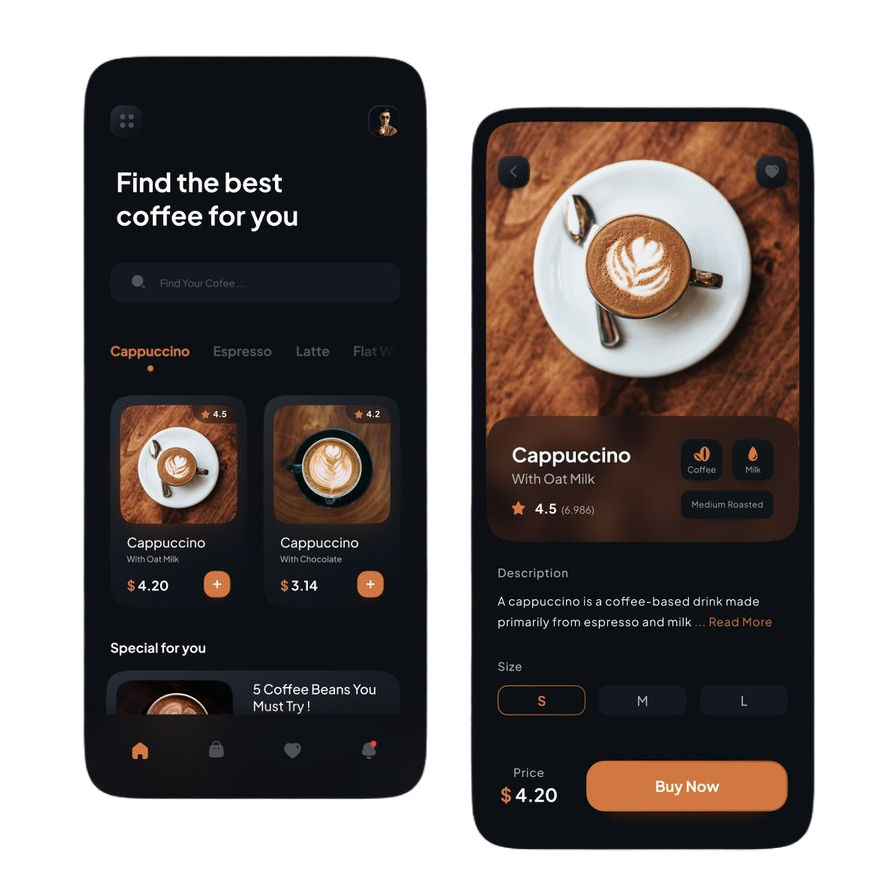 Find the best
coffee for you
Find Your Cofee ...
Cappuccino Espresso Latte Flat
4.5
4.2
Cappuccino
With Oat Milk
$ 4.20
+
Cappuccino
With Chocolate
$ 3.14
+
Special for you
5 Coffee Beans You
Must Try !
Cappuccino
With Oat Milk
4.5 (6.986)
Coffee
Milk
Medium Roasted
Description
A cappuccino is a coffee-based drink made
primarily from espresso and milk ... Read More
Size
S M L
Price
$ 4.20
Buy Now